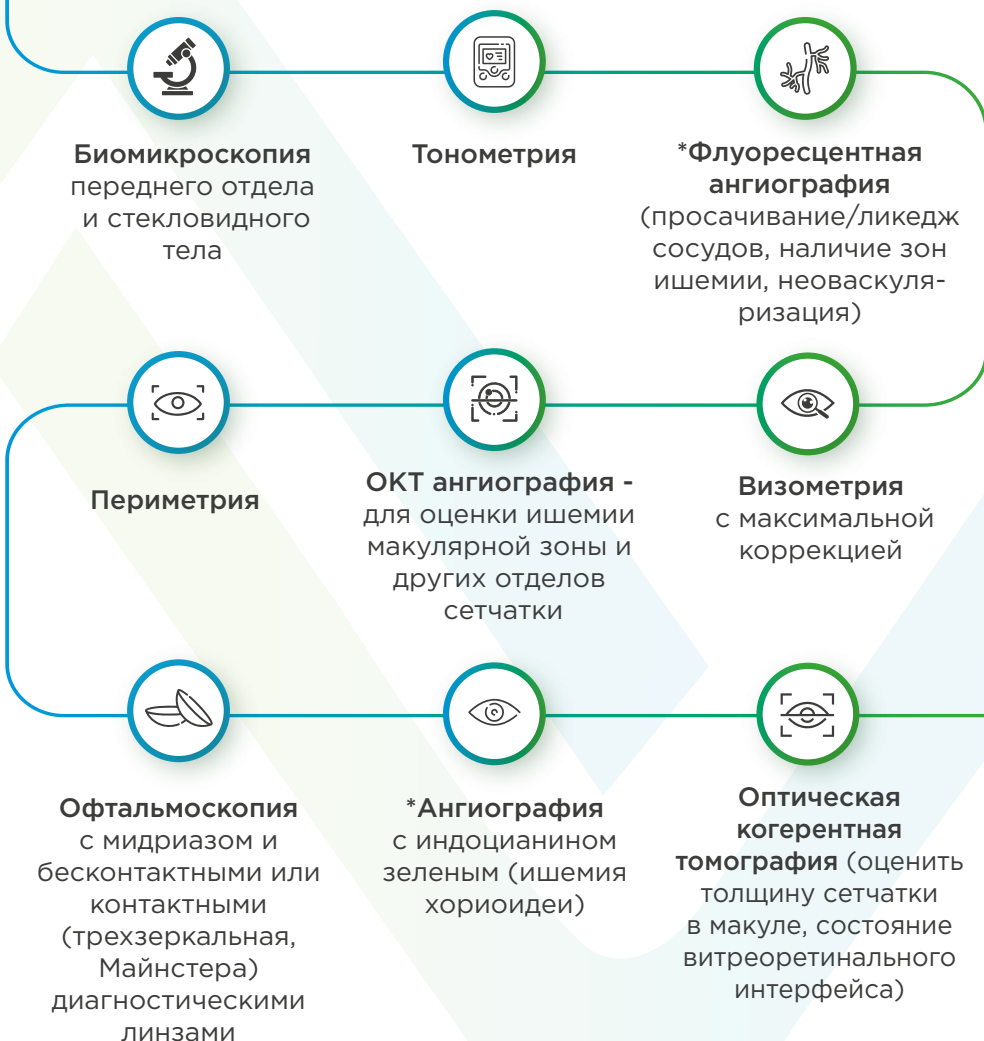 Биомикроскопия
переднего отдела
и стекловидного
тела
Тонометрия
*Флуоресцентная
ангиография
(просачивание/ликедж
сосудов, наличие зон
ишемии, неоваскуля-
ризация)
Периметрия
ОКТ ангиография -
для оценки ишемии
макулярной зоны и
других отделов
сетчатки
Визометрия
с максимальной
коррекцией
Офтальмоскопия
с мидриазом и
бесконтактными или
контактными
(трехзеркальная,
Майнстера)
диагностическими
линзами
*Ангиография
с индоцианином
зеленым (ишемия
хориоидеи)
Оптическая
когерентная
томография (оценить
толщину сетчатки
в макуле, состояние
витреоретинального
интерфейса)